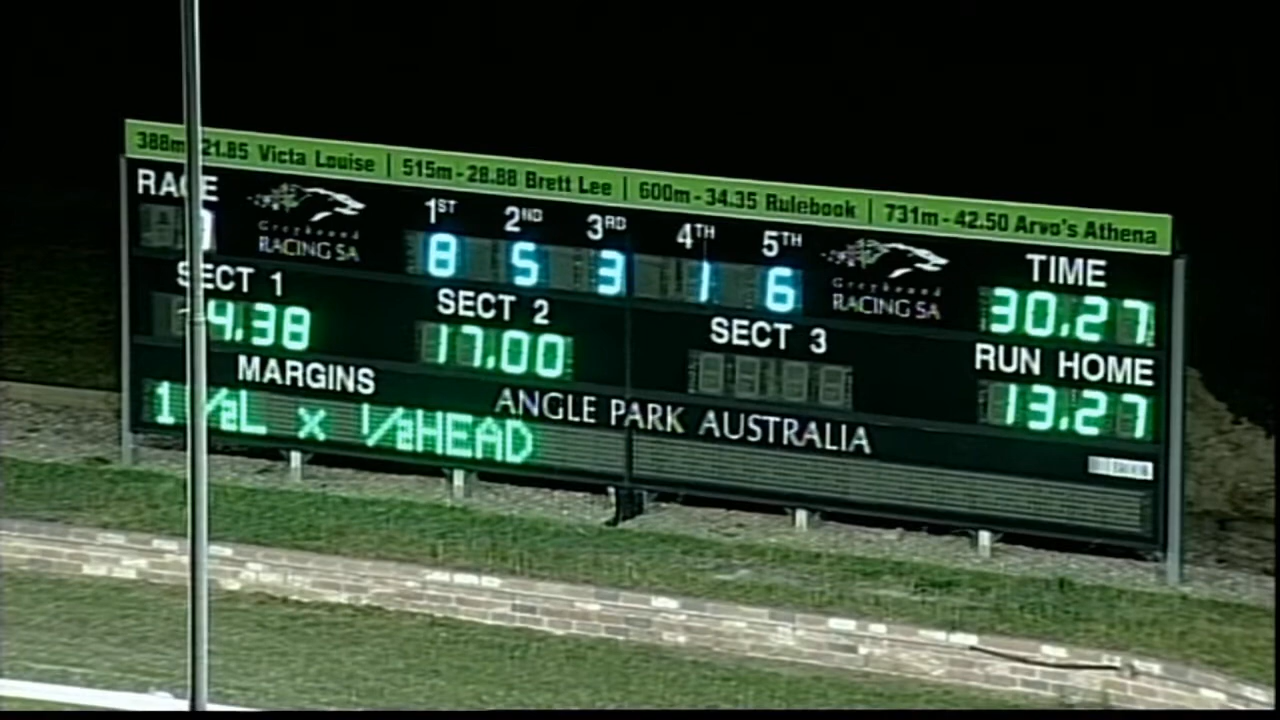 388m 21.85 Victa Louise | 515m - 28.88 Brett Lee | 600m - 34.35 Rulebook | 731m - 42.50 Arvo's Athena
RACE
Greyhound RACING SA
1ST 2ND 3RD 4TH 5TH
8 5 3 1 6
Greyhound RACING SA
TIME
30.27
SECT 1
4.38
SECT 2
17.00
SECT 3
RUN HOME
13.27
MARGINS
1 1/2L x 1/2HEAD
ANGLE PARK AUSTRALIA